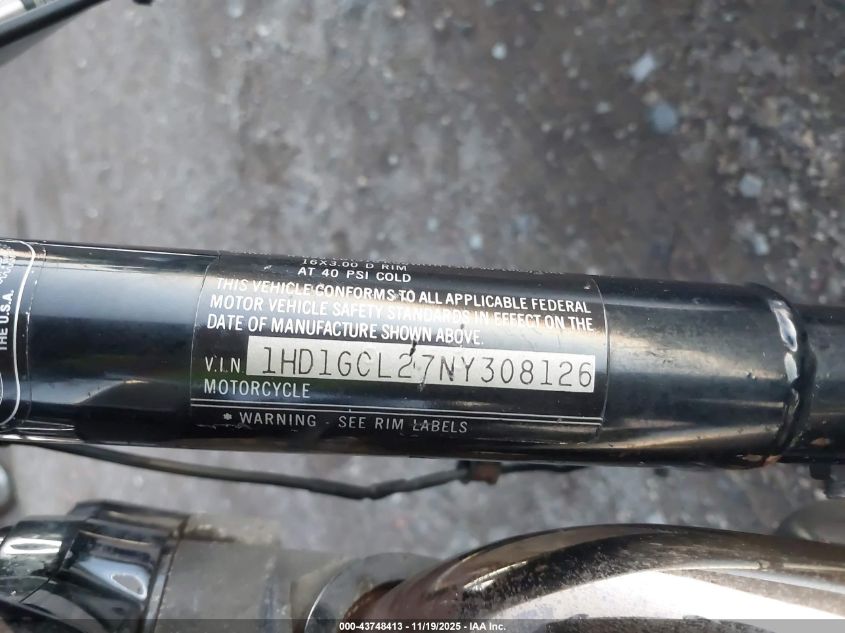 16X3.00 D RIM
AT 40 PSI COLD
THIS VEHICLE CONFORMS TO ALL APPLICABLE FEDERAL
MOTOR VEHICLE SAFETY STANDARDS IN EFFECT ON THE
DATE OF MANUFACTURE SHOWN ABOVE.
V.I.N 1HD1GCL27NY308126
MOTORCYCLE
* WARNING - SEE RIM LABELS
THE U.S.A.
000-43748413 - 11/19/2025 - IAA Inc.